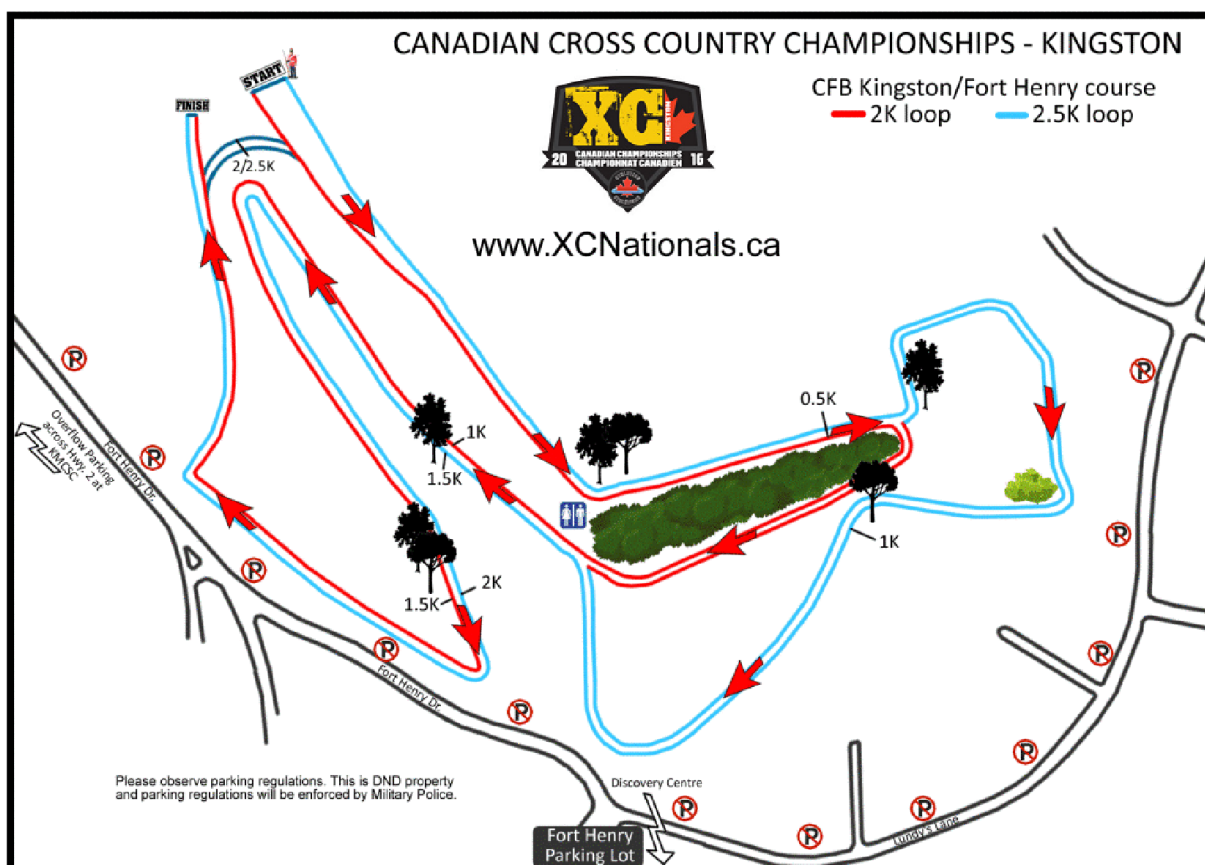 CANADIAN CROSS COUNTRY CHAMPIONSHIPS - KINGSTON
CFB Kingston/Fort Henry course
2K loop
2.5K loop
START
FINISH
XC
KINGSTON
20
CANADIAN CHAMPIONSHIPS
CHAMPIONNAT CANADIEN
16
www.XCNationals.ca
2/2.5K
0.5K
1K
1.5K
1K
2K
1.5K
P
P
P
P
P
P
P
P
P
P
P
P
P
Overflow Parking
across Hwy. 2 at
KMCSC
Fort Henry Dr.
Fort Henry Dr.
Please observe parking regulations. This is DND property
and parking regulations will be enforced by Military Police.
Discovery Centre
Fort Henry
Parking Lot
Lundy's Lane